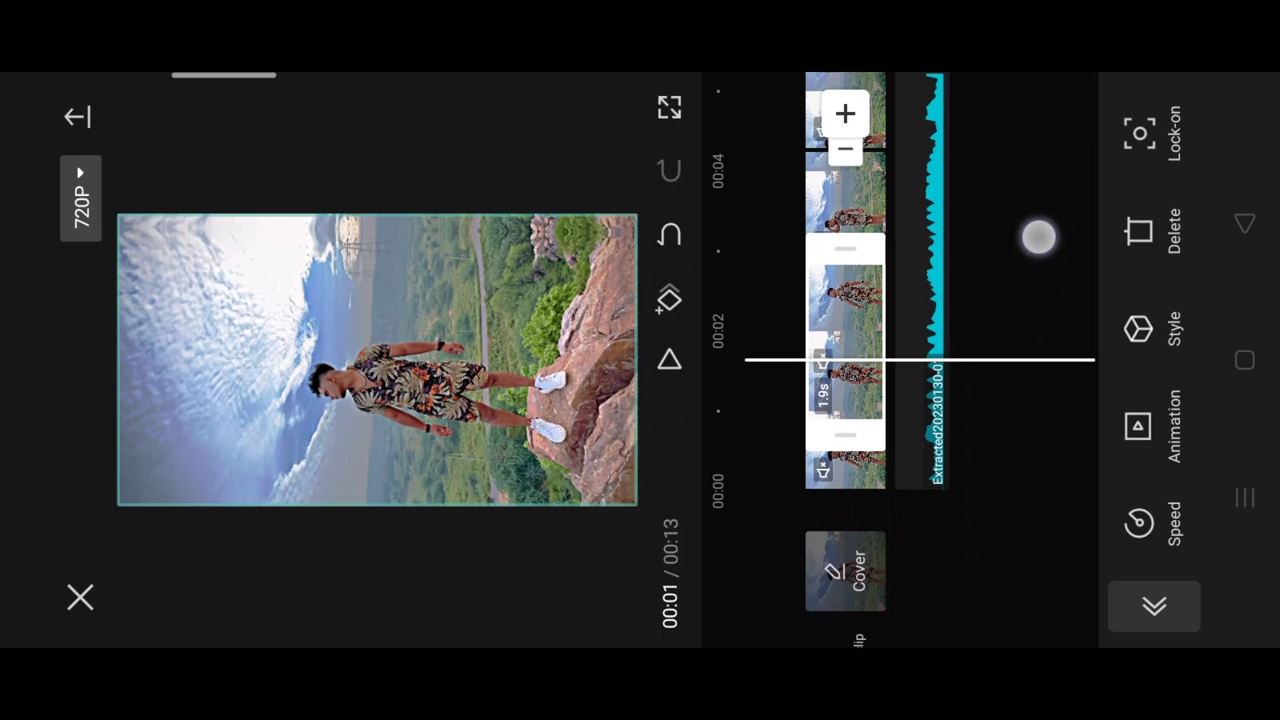 720P
00:01 / 00:13
00:00
00:02
00:04
1.9s
Cover
Extracted20230130-0
lip
Speed
Animation
Style
Delete
Lock-on